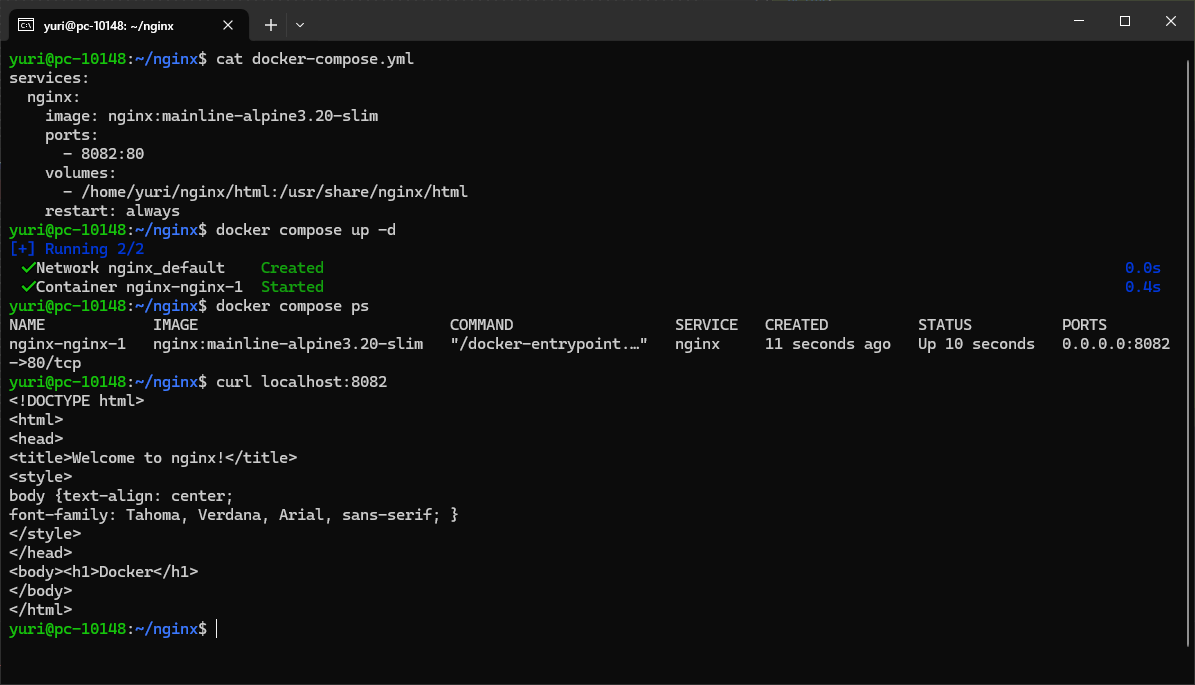 yuri@pc-10148: ~/nginx
yuri@pc-10148:~/nginx$ cat docker-compose.yml
services:
  nginx:
    image: nginx:mainline-alpine3.20-slim
    ports:
      - 8082:80
    volumes:
      - /home/yuri/nginx/html:/usr/share/nginx/html
    restart: always
yuri@pc-10148:~/nginx$ docker compose up -d
[+] Running 2/2
 ✓Network nginx_default    Created    0.0s
 ✓Container nginx-nginx-1  Started    0.4s
yuri@pc-10148:~/nginx$ docker compose ps
NAME            IMAGE                            COMMAND                  SERVICE   CREATED          STATUS          PORTS
nginx-nginx-1   nginx:mainline-alpine3.20-slim   "/docker-entrypoint.…"   nginx     11 seconds ago   Up 10 seconds   0.0.0.0:8082
->80/tcp
yuri@pc-10148:~/nginx$ curl localhost:8082
<!DOCTYPE html>
<html>
<head>
<title>Welcome to nginx!</title>
<style>
body {text-align: center;
font-family: Tahoma, Verdana, Arial, sans-serif; }
</style>
</head>
<body><h1>Docker</h1>
</body>
</html>
yuri@pc-10148:~/nginx$